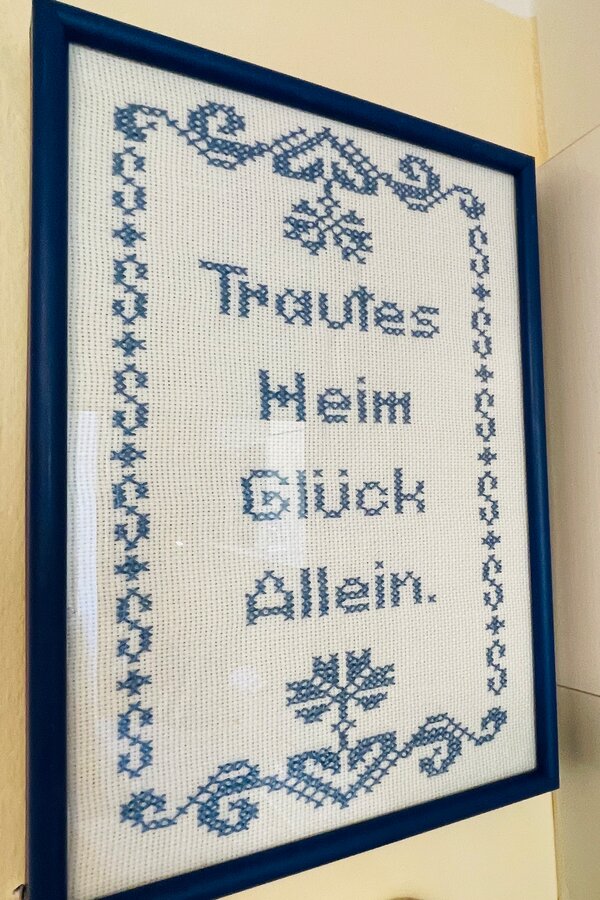 Trautes
Heim
Glück
Allein.